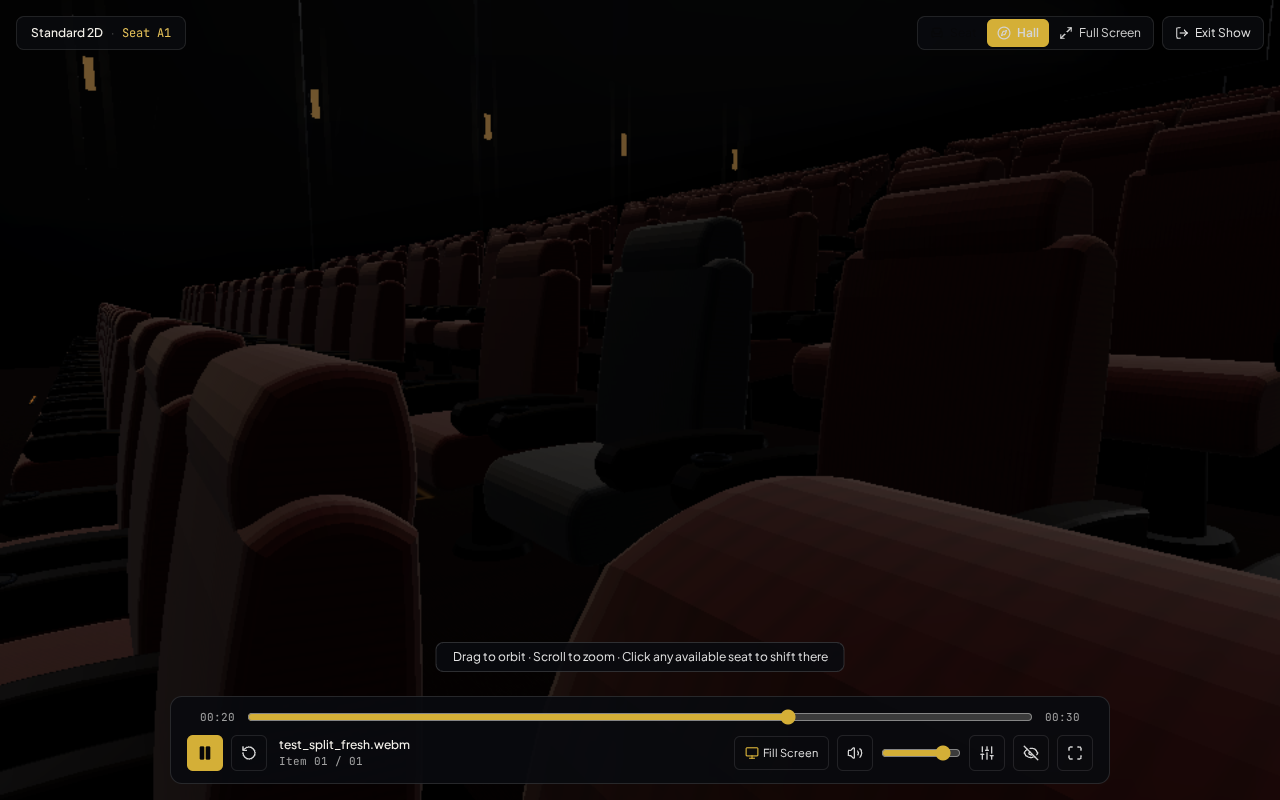 Standard 2D · Seat A1
Hall
Full Screen
Exit Show
Drag to orbit · Scroll to zoom · Click any available seat to shift there
00:20
00:30
test_split_fresh.webm
Item 01 / 01
Fill Screen